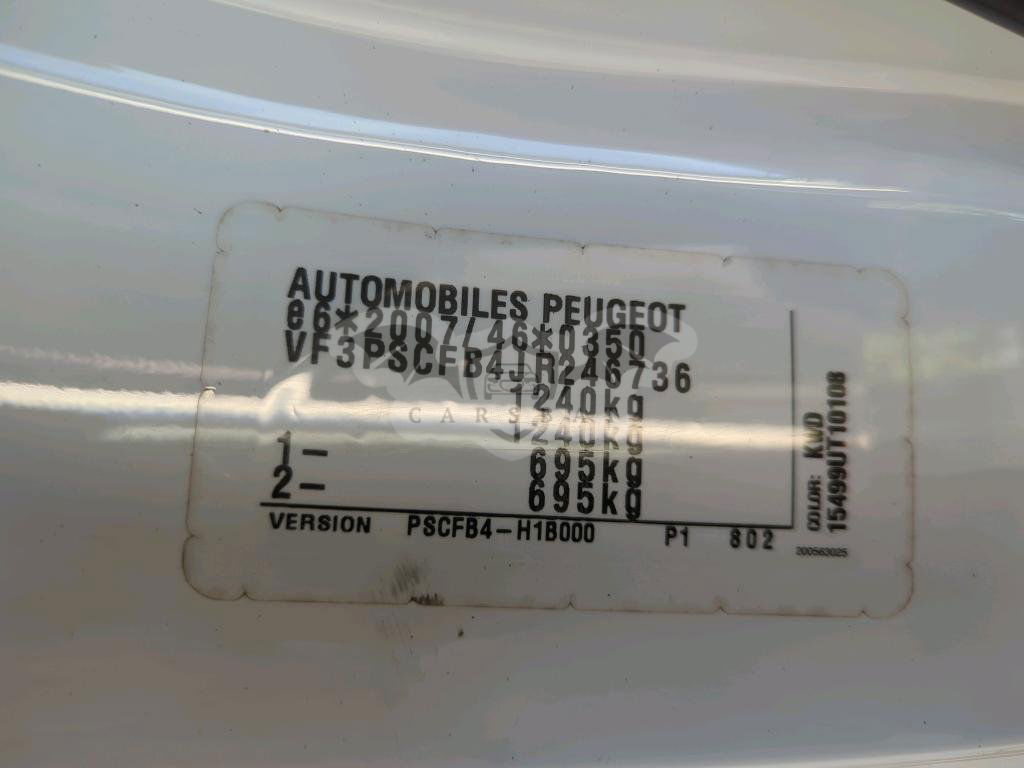 AUTOMOBILES PEUGEOT
e6*2007/46*0350
VF3PSCFB4JR246736
1240kg
1240kg
1- 695kg
2- 695kg
VERSION PSCFB4-H1B000 P1 802
COLOR: KWD
15499UT10108
200563025